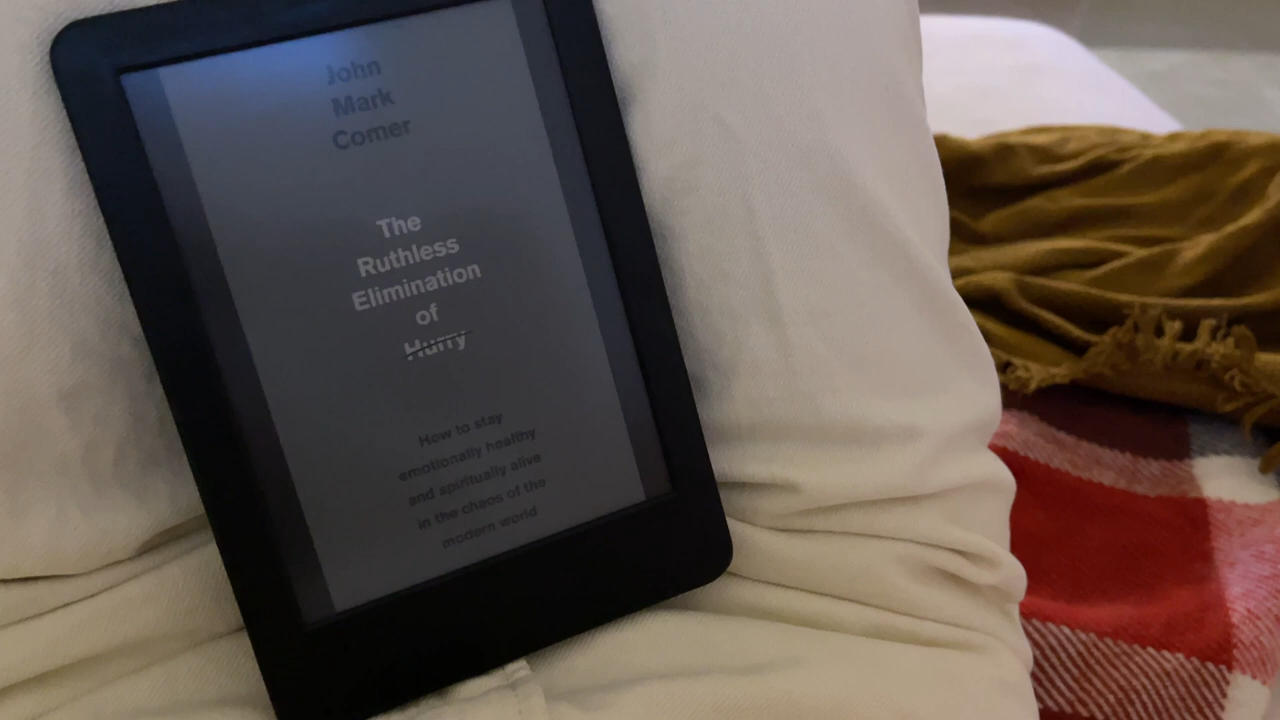 John
Mark
Comer
The
Ruthless
Elimination
of
Hurry
How to stay
emotionally healthy
and spiritually alive
in the chaos of the
modern world